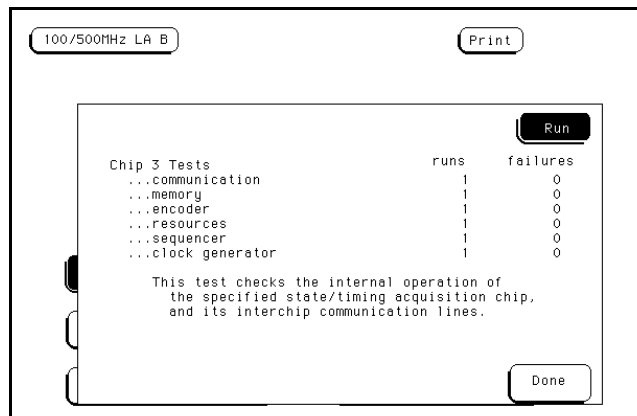 100/500MHz LA B Print
Run
Chip 3 Tests runs failures
...communication 1 0
...memory 1 0
...encoder 1 0
...resources 1 0
...sequencer 1 0
...clock generator 1 0
This test checks the internal operation of
the specified state/timing acquisition chip,
and its interchip communication lines.
Done